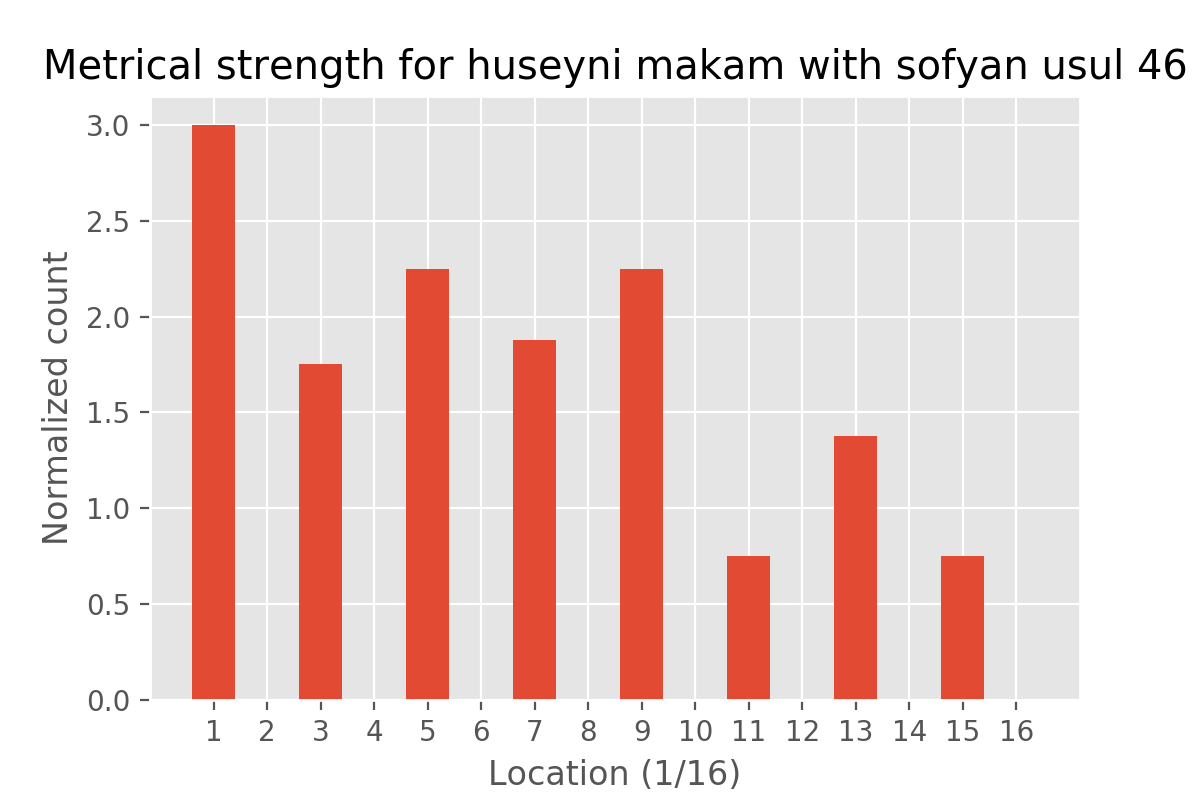 Metrical strength for huseyni makam with sofyan usul 46
3.0
2.5
2.0
1.5
1.0
0.5
0.0
Normalized count
1 2 3 4 5 6 7 8 9 10 11 12 13 14 15 16
Location (1/16)